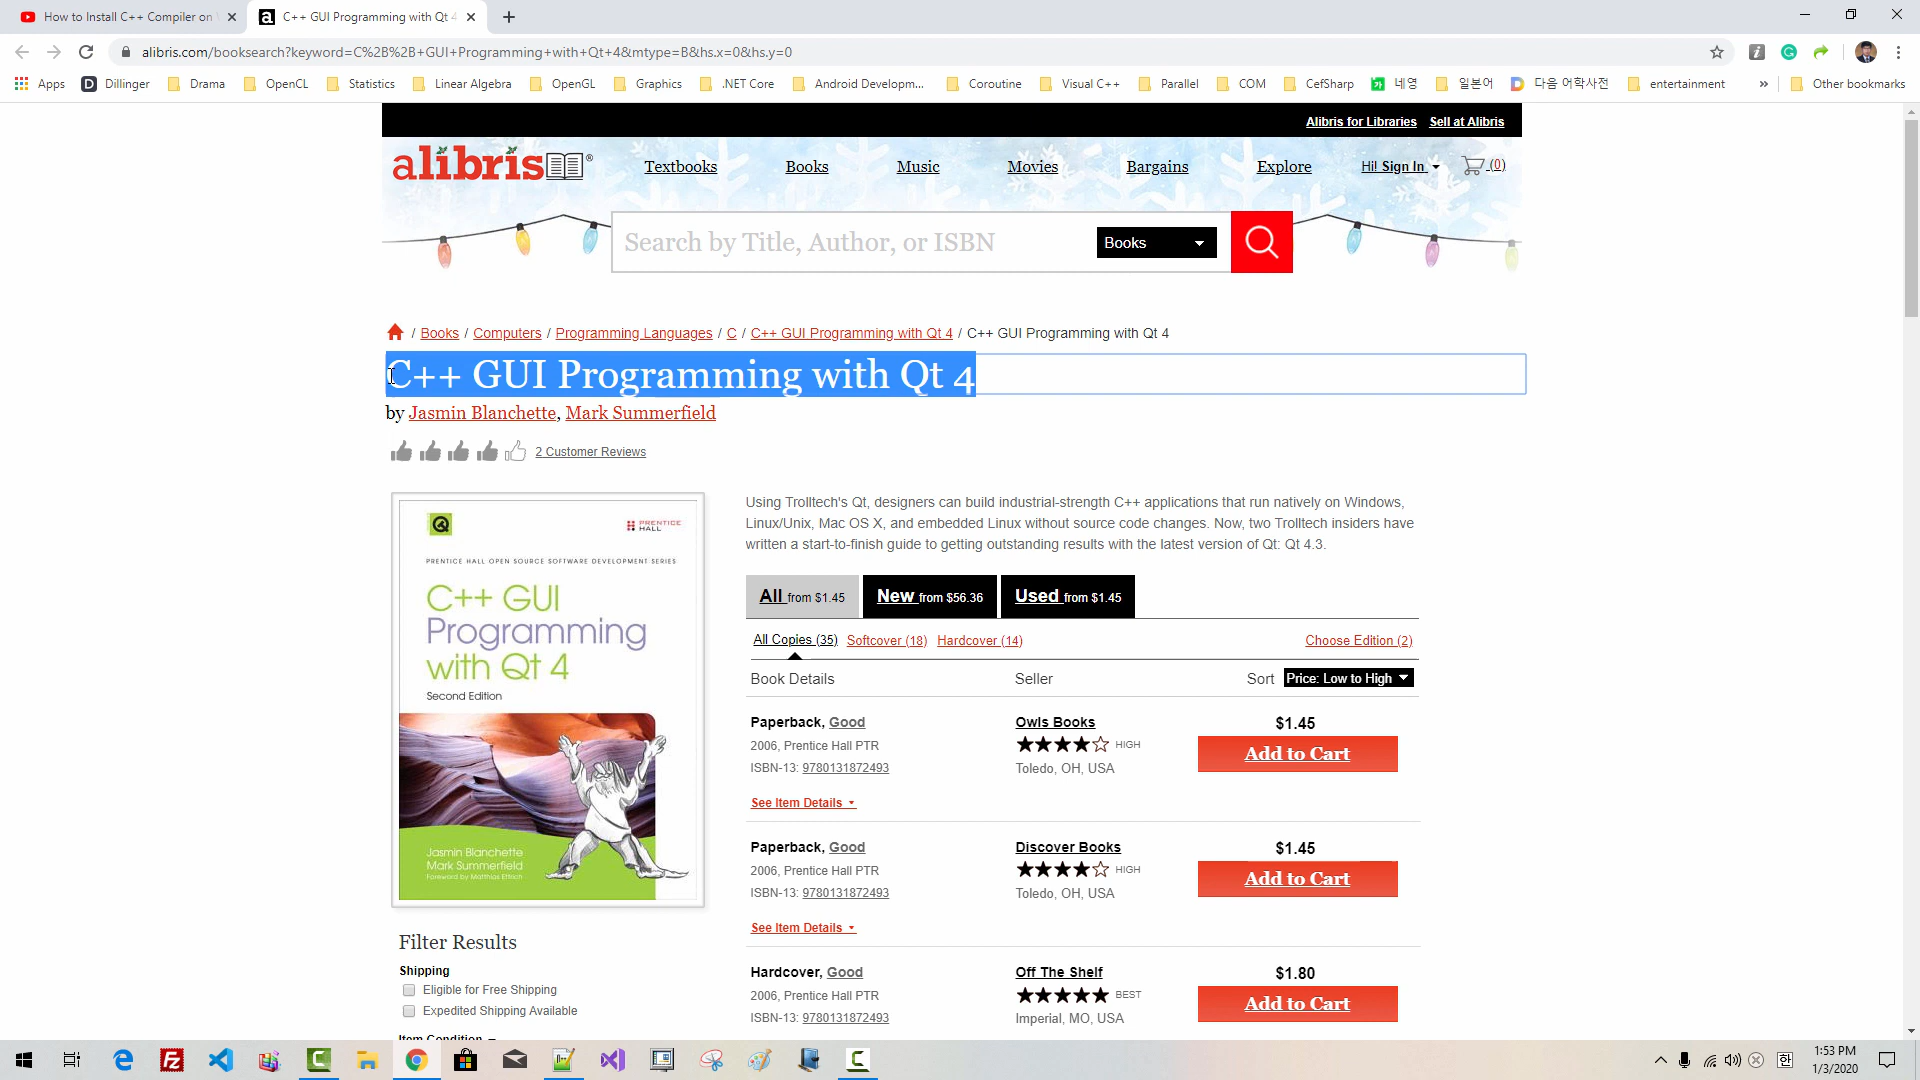 How to Install C++ Compiler on
C++ GUI Programming with Qt 4
alibris.com/booksearch?keyword=C%2B%2B+GUI+Programming+with+Qt+4&mtype=B&hs.x=0&hs.y=0
Apps Dillinger Drama OpenCL Statistics Linear Algebra OpenGL Graphics .NET Core Android Developm... Coroutine Visual C++ Parallel COM CefSharp 네영 일본어 다음 어학사전 entertainment » Other bookmarks
Alibris for Libraries Sell at Alibris
alibris®
Textbooks Books Music Movies Bargains Explore Hi! Sign In (0)
Search by Title, Author, or ISBN Books
/ Books / Computers / Programming Languages / C / C++ GUI Programming with Qt 4 / C++ GUI Programming with Qt 4
C++ GUI Programming with Qt 4
by Jasmin Blanchette, Mark Summerfield
2 Customer Reviews
PRENTICE HALL
PRENTICE HALL OPEN SOURCE SOFTWARE DEVELOPMENT SERIES
C++ GUI
Programming
with Qt 4
Second Edition
Jasmin Blanchette
Mark Summerfield
Foreword by Matthias Ettrich
Using Trolltech's Qt, designers can build industrial-strength C++ applications that run natively on Windows,
Linux/Unix, Mac OS X, and embedded Linux without source code changes. Now, two Trolltech insiders have
written a start-to-finish guide to getting outstanding results with the latest version of Qt: Qt 4.3.
All from $1.45 New from $56.36 Used from $1.45
All Copies (35) Softcover (18) Hardcover (14) Choose Edition (2)
Book Details Seller Sort Price: Low to High
Paperback, Good Owls Books $1.45
2006, Prentice Hall PTR HIGH Add to Cart
ISBN-13: 9780131872493 Toledo, OH, USA
See Item Details
Paperback, Good Discover Books $1.45
2006, Prentice Hall PTR HIGH Add to Cart
ISBN-13: 9780131872493 Toledo, OH, USA
See Item Details
Hardcover, Good Off The Shelf $1.80
2006, Prentice Hall PTR BEST Add to Cart
ISBN-13: 9780131872493 Imperial, MO, USA
Filter Results
Shipping
Eligible for Free Shipping
Expedited Shipping Available
Item Condition
한 1:53 PM
1/3/2020